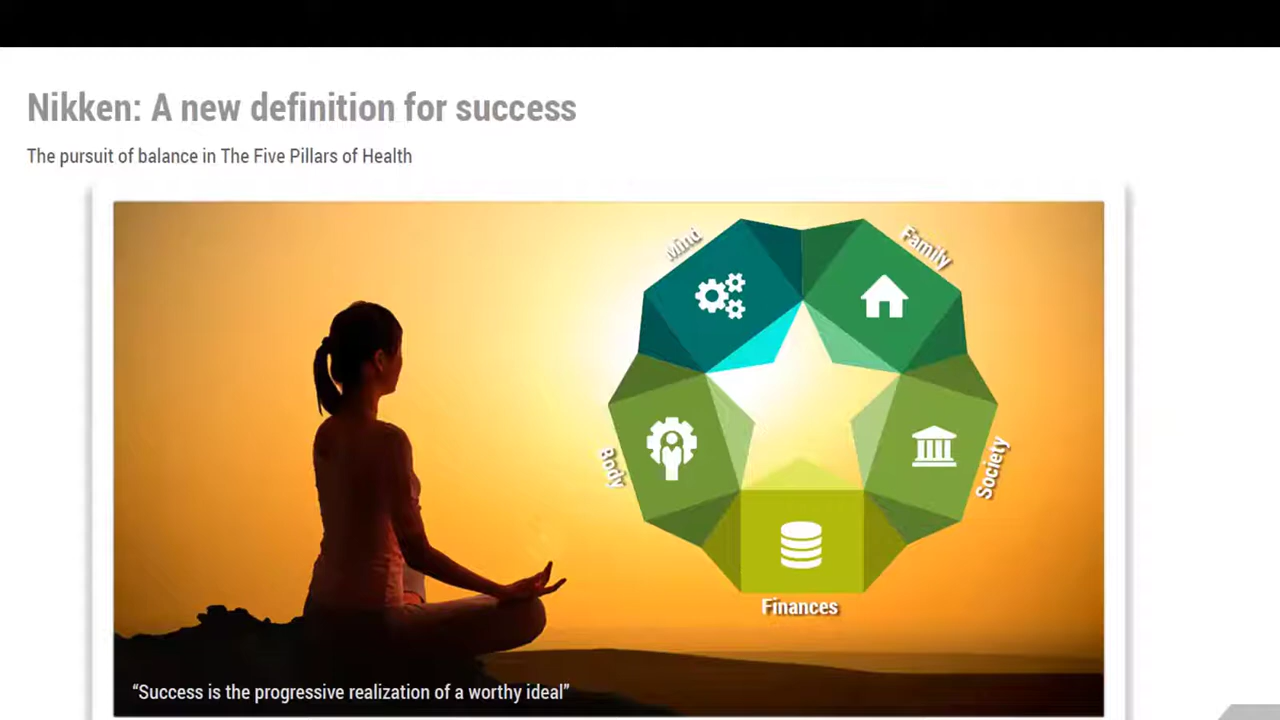 Nikken: A new definition for success
The pursuit of balance in The Five Pillars of Health
Mind
Family
Body
Society
Finances
“Success is the progressive realization of a worthy ideal”